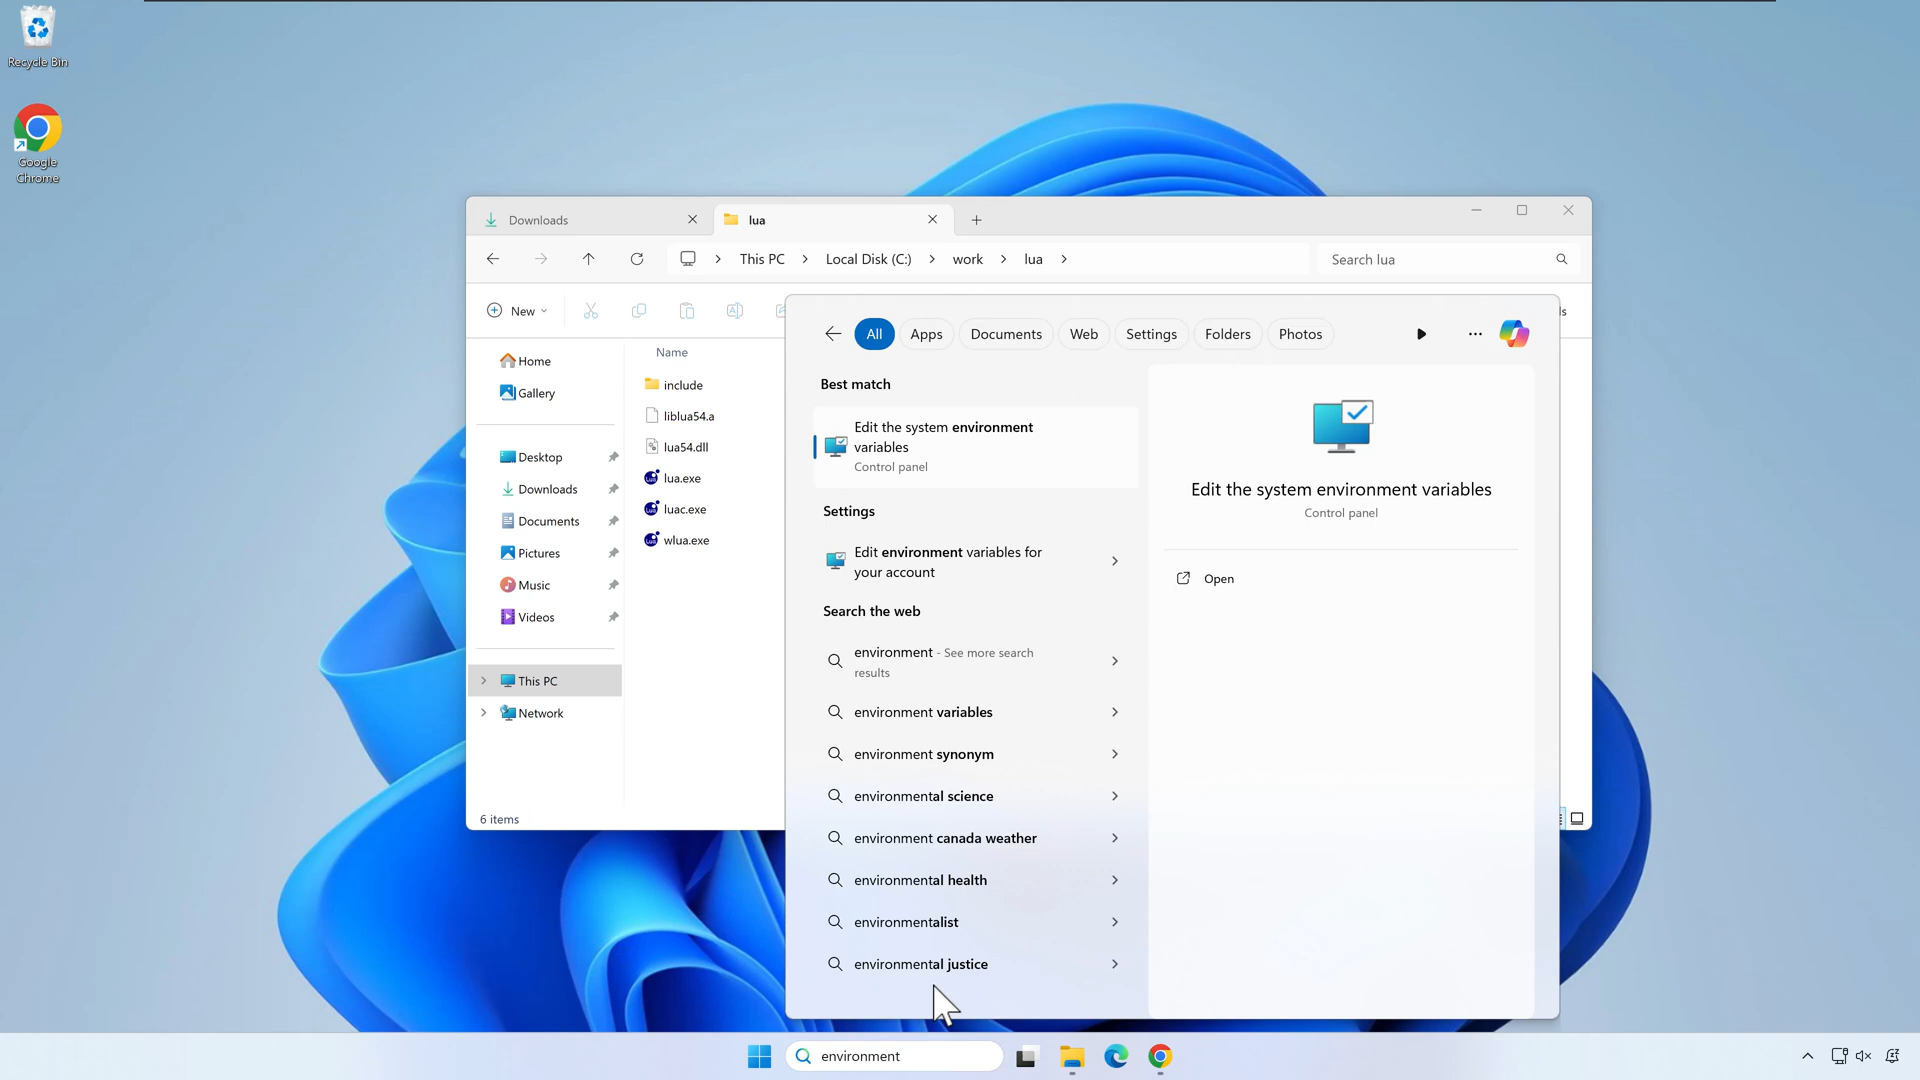 Recycle Bin
Google
Chrome
Downloads
lua
This PC
Local Disk (C:)
work
lua
Search lua
New
Name
include
liblua54.a
lua54.dll
lua.exe
luac.exe
wlua.exe
Home
Gallery
Desktop
Downloads
Documents
Pictures
Music
Videos
This PC
Network
6 items
All
Apps
Documents
Web
Settings
Folders
Photos
Best match
Edit the system environment
variables
Control panel
Settings
Edit environment variables for
your account
Search the web
environment - See more search
results
environment variables
environment synonym
environmental science
environment canada weather
environmental health
environmentalist
environmental justice
Edit the system environment variables
Control panel
Open
environment